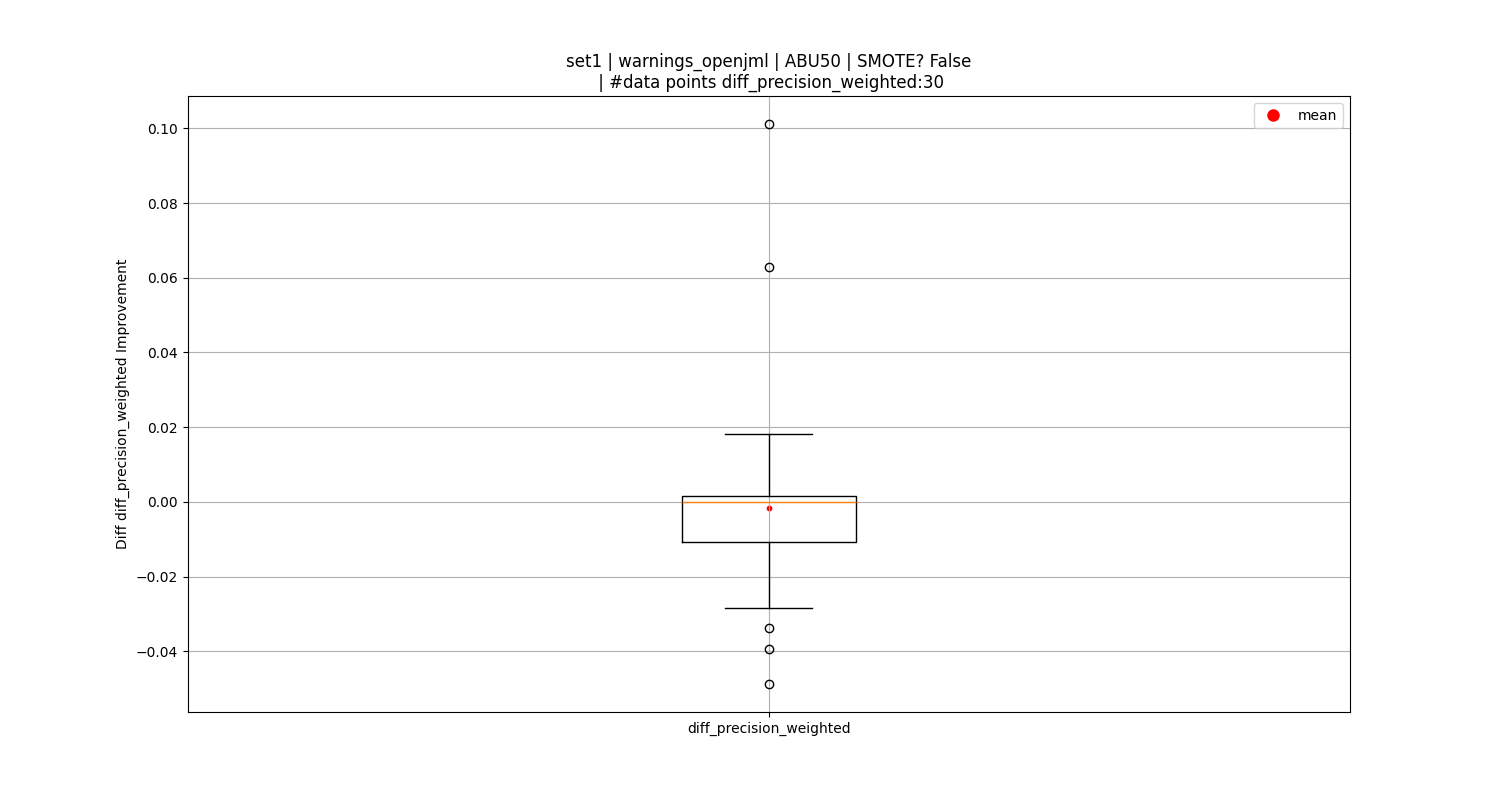 set1 | warnings_openjml | ABU50 | SMOTE? False
| #data points diff_precision_weighted:30
mean
0.10
0.08
0.06
0.04
0.02
0.00
−0.02
−0.04
Diff diff_precision_weighted Improvement
diff_precision_weighted